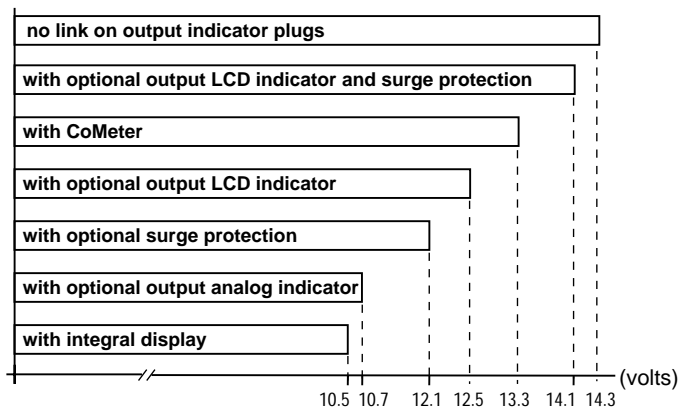 no link on output indicator plugs
with optional output LCD indicator and surge protection
with CoMeter
with optional output LCD indicator
with optional surge protection
with optional output analog indicator
with integral display
(volts)
10.5 10.7 12.1 12.5 13.3 14.1 14.3